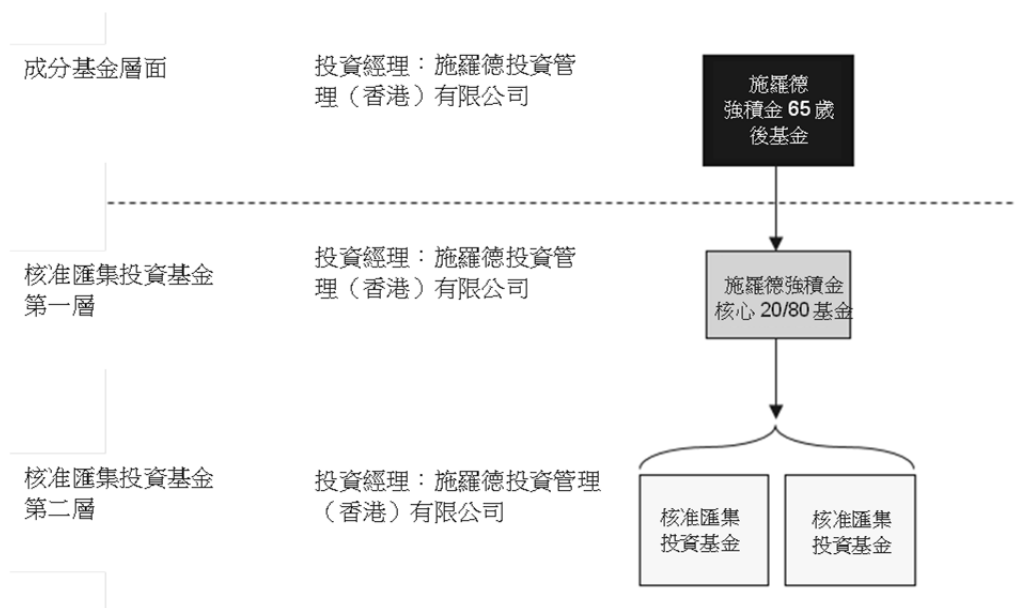 成分基金層面
投資經理：施羅德投資管
理（香港）有限公司
施羅德
強積金 65 歲
後基金
核准匯集投資基金
第一層
投資經理：施羅德投資管
理（香港）有限公司
施羅德強積金
核心 20/80 基金
核准匯集投資基金
第二層
投資經理：施羅德投資管理
（香港）有限公司
核准匯集
投資基金
核准匯集
投資基金